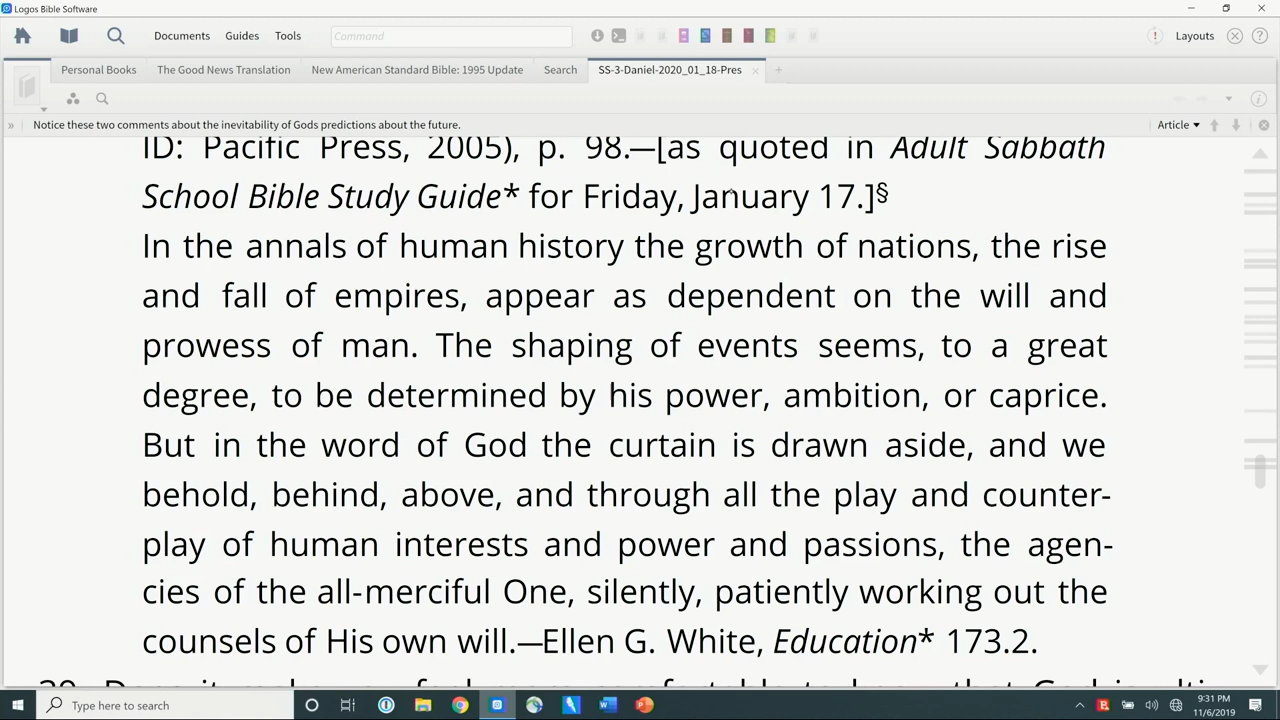 Logos Bible Software
Documents Guides Tools Command Layouts
Personal Books The Good News Translation New American Standard Bible: 1995 Update Search SS-3-Daniel-2020_01_18-Pres
» Notice these two comments about the inevitability of Gods predictions about the future. Article
ID: Pacific Press, 2005), p. 98.—[as quoted in Adult Sabbath
School Bible Study Guide* for Friday, January 17.]§
In the annals of human history the growth of nations, the rise
and fall of empires, appear as dependent on the will and
prowess of man. The shaping of events seems, to a great
degree, to be determined by his power, ambition, or caprice.
But in the word of God the curtain is drawn aside, and we
behold, behind, above, and through all the play and counter-
play of human interests and power and passions, the agen-
cies of the all-merciful One, silently, patiently working out the
counsels of His own will.—Ellen G. White, Education* 173.2.
Type here to search
9:31 PM
11/6/2019